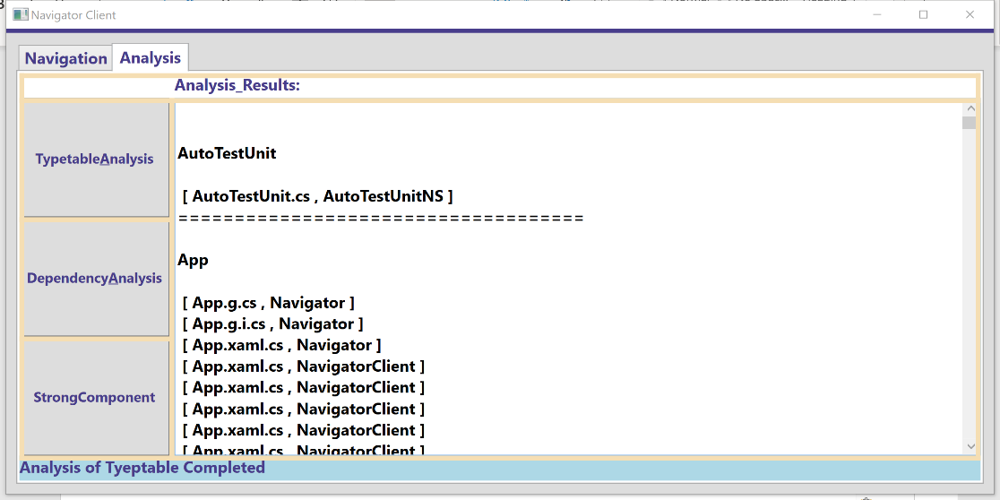 Navigator Client
Navigation
Analysis
Analysis_Results:
TypetableAnalysis
DependencyAnalysis
StrongComponent
AutoTestUnit
[ AutoTestUnit.cs , AutoTestUnitNS ]
====================================
App
[ App.g.cs , Navigator ]
[ App.g.i.cs , Navigator ]
[ App.xaml.cs , Navigator ]
[ App.xaml.cs , NavigatorClient ]
[ App.xaml.cs , NavigatorClient ]
[ App.xaml.cs , NavigatorClient ]
[ App.xaml.cs , NavigatorClient ]
[ App.xaml.cs , NavigatorClient ]
Analysis of Tyeptable Completed